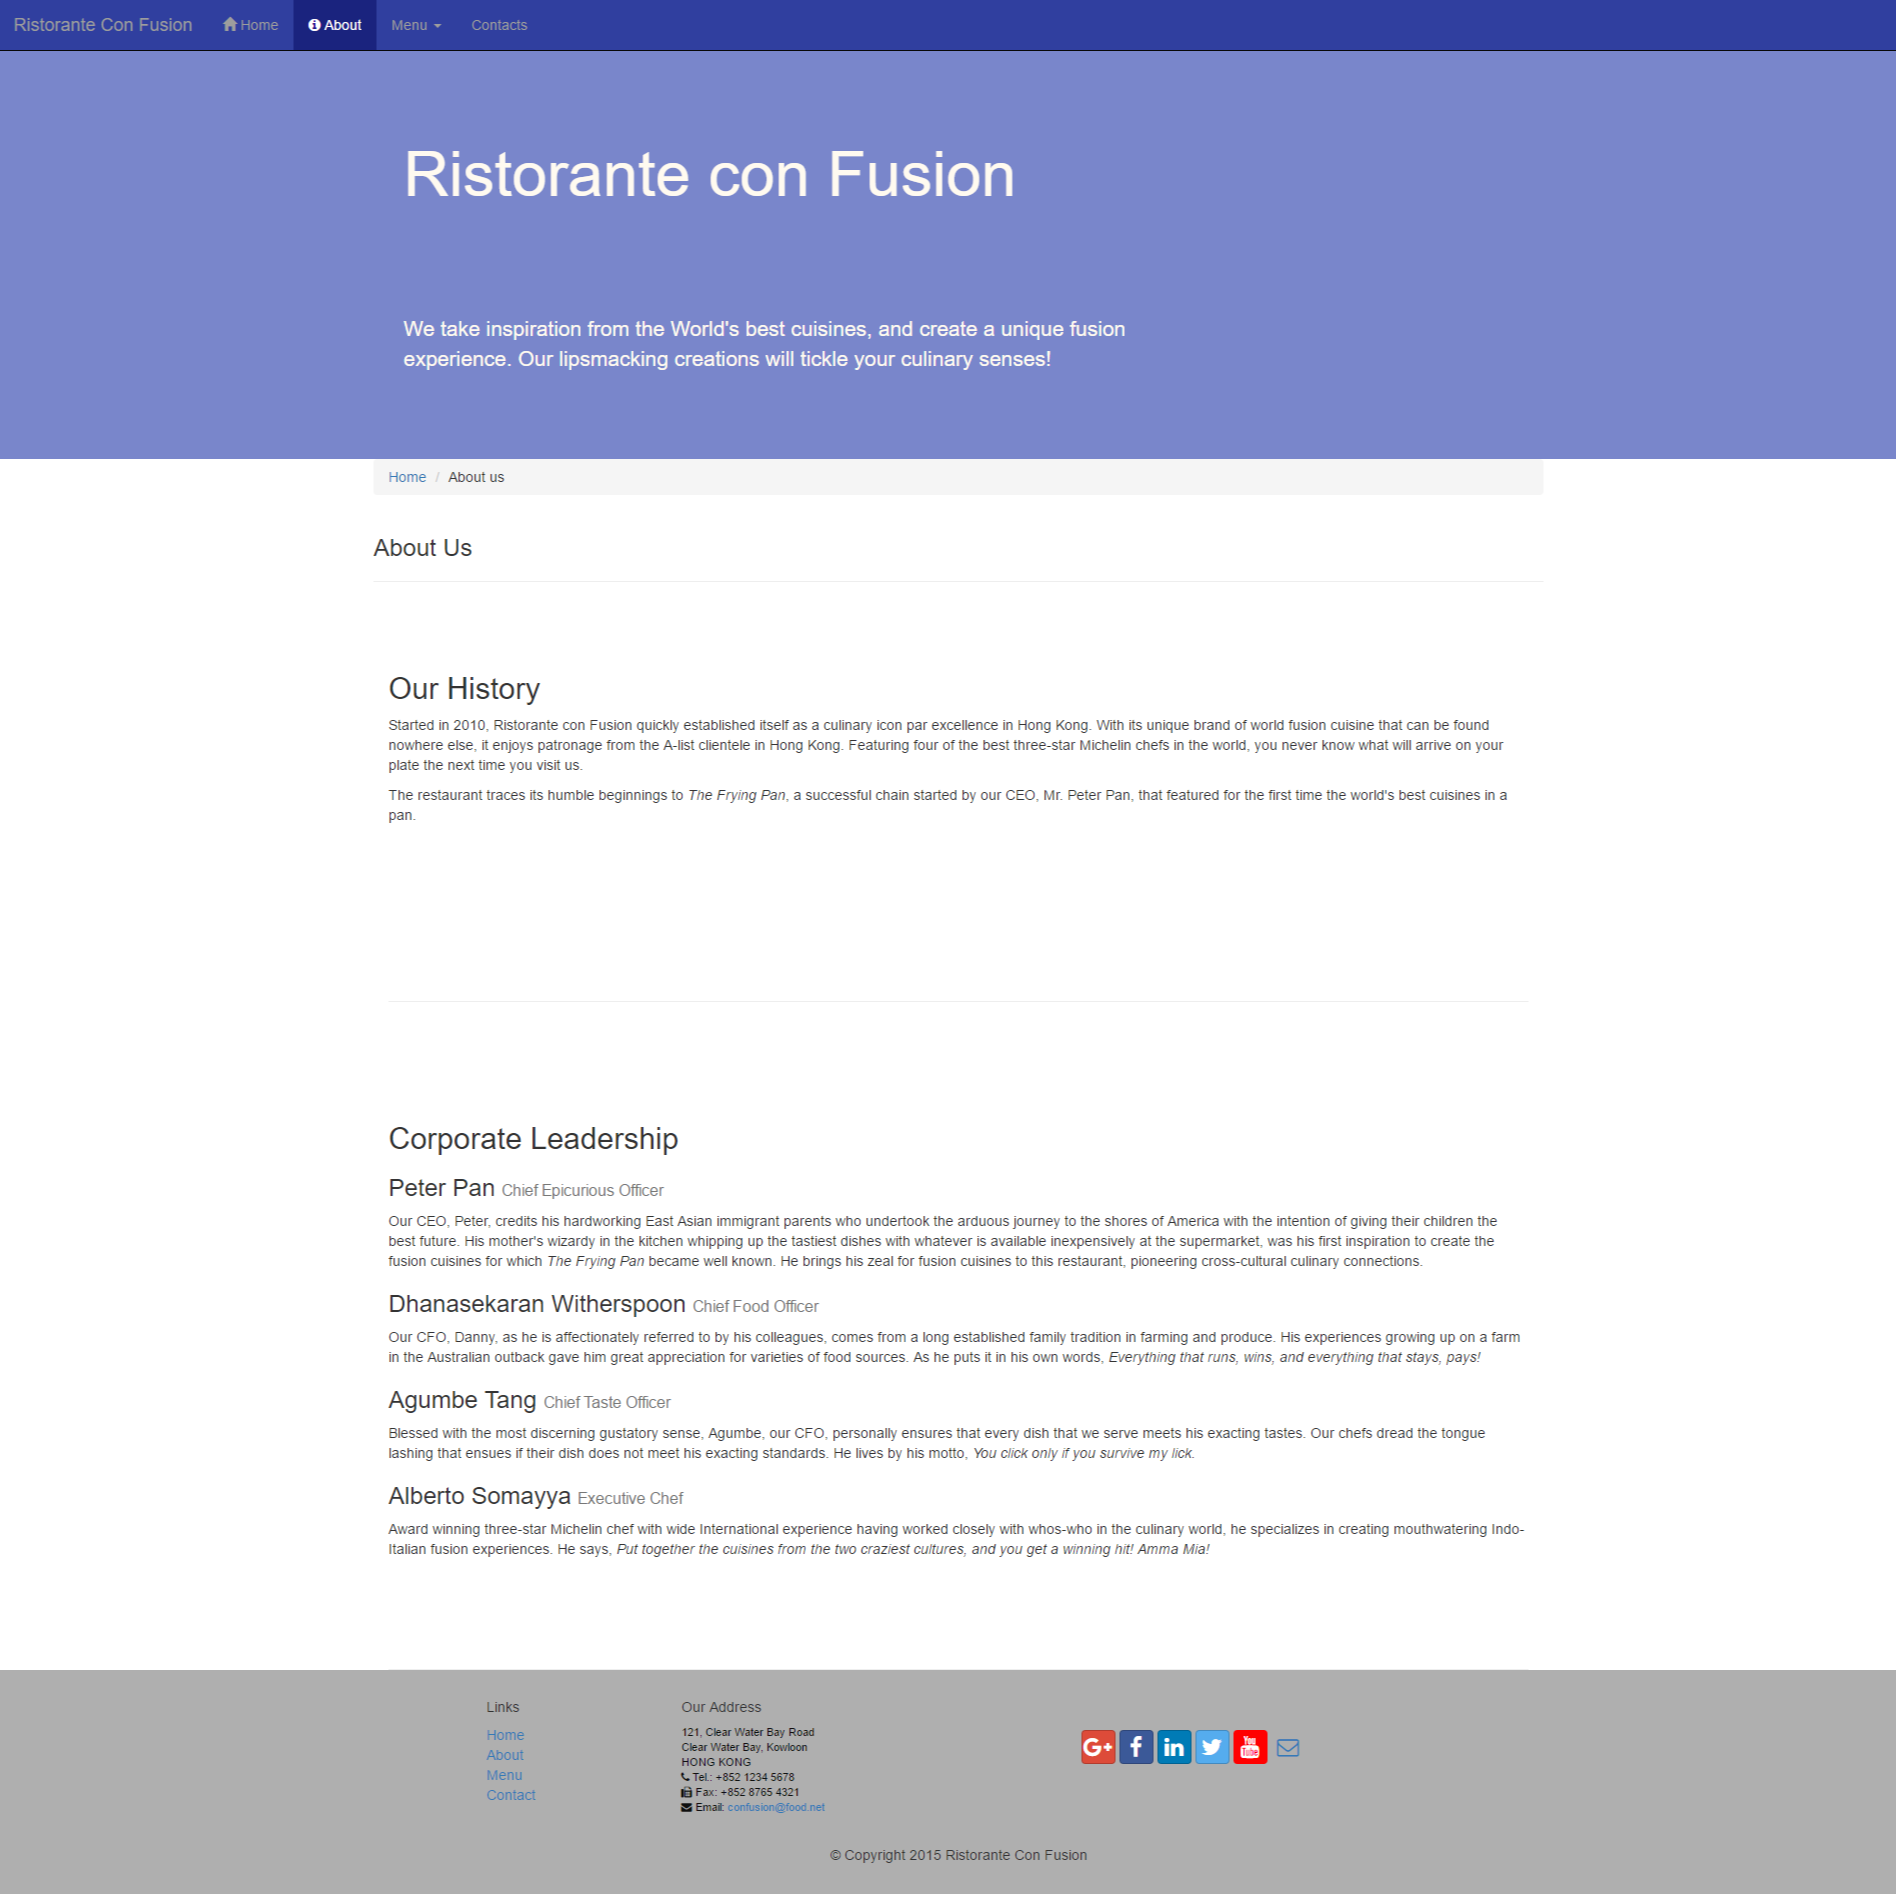 Ristorante Con Fusion Home About Menu Contacts
Ristorante con Fusion
We take inspiration from the World's best cuisines, and create a unique fusion
experience. Our lipsmacking creations will tickle your culinary senses!
Home / About us
About Us
Our History
Started in 2010, Ristorante con Fusion quickly established itself as a culinary icon par excellence in Hong Kong. With its unique brand of world fusion cuisine that can be found
nowhere else, it enjoys patronage from the A-list clientele in Hong Kong. Featuring four of the best three-star Michelin chefs in the world, you never know what will arrive on your
plate the next time you visit us.
The restaurant traces its humble beginnings to The Frying Pan, a successful chain started by our CEO, Mr. Peter Pan, that featured for the first time the world's best cuisines in a
pan.
Corporate Leadership
Peter Pan Chief Epicurious Officer
Our CEO, Peter, credits his hardworking East Asian immigrant parents who undertook the arduous journey to the shores of America with the intention of giving their children the
best future. His mother's wizardy in the kitchen whipping up the tastiest dishes with whatever is available inexpensively at the supermarket, was his first inspiration to create the
fusion cuisines for which The Frying Pan became well known. He brings his zeal for fusion cuisines to this restaurant, pioneering cross-cultural culinary connections.
Dhanasekaran Witherspoon Chief Food Officer
Our CFO, Danny, as he is affectionately referred to by his colleagues, comes from a long established family tradition in farming and produce. His experiences growing up on a farm
in the Australian outback gave him great appreciation for varieties of food sources. As he puts it in his own words, Everything that runs, wins, and everything that stays, pays!
Agumbe Tang Chief Taste Officer
Blessed with the most discerning gustatory sense, Agumbe, our CFO, personally ensures that every dish that we serve meets his exacting tastes. Our chefs dread the tongue
lashing that ensues if their dish does not meet his exacting standards. He lives by his motto, You click only if you survive my lick.
Alberto Somayya Executive Chef
Award winning three-star Michelin chef with wide International experience having worked closely with whos-who in the culinary world, he specializes in creating mouthwatering Indo-
Italian fusion experiences. He says, Put together the cuisines from the two craziest cultures, and you get a winning hit! Amma Mia!
Links
Home
About
Menu
Contact
Our Address
121, Clear Water Bay Road
Clear Water Bay, Kowloon
HONG KONG
Tel.: +852 1234 5678
Fax: +852 8765 4321
Email: confusion@food.net
G+ f in You Tube
© Copyright 2015 Ristorante Con Fusion